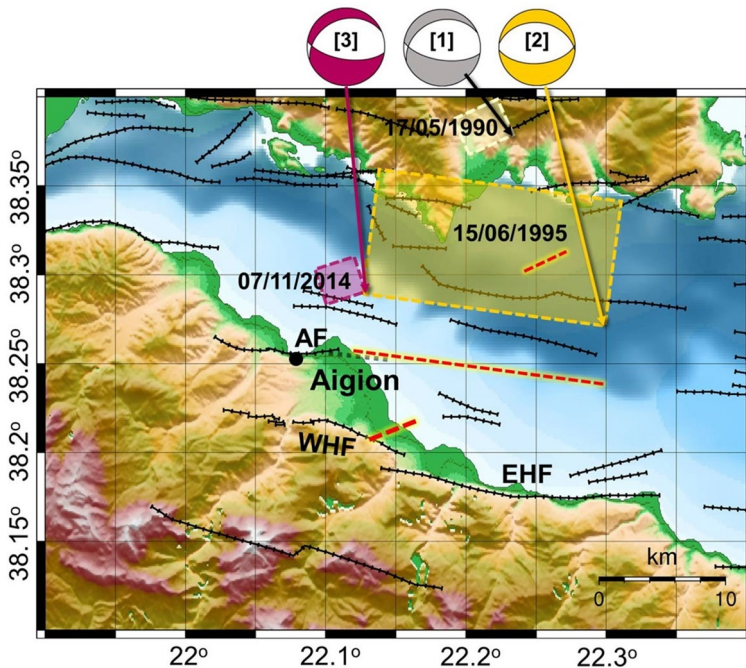 [3]
[1]
[2]
17/05/1990
38.35°
15/06/1995
38.3°
07/11/2014
AF
38.25°
Aigion
38.2°
WHF
EHF
38.15°
km
0 10
22° 22.1° 22.2° 22.3°